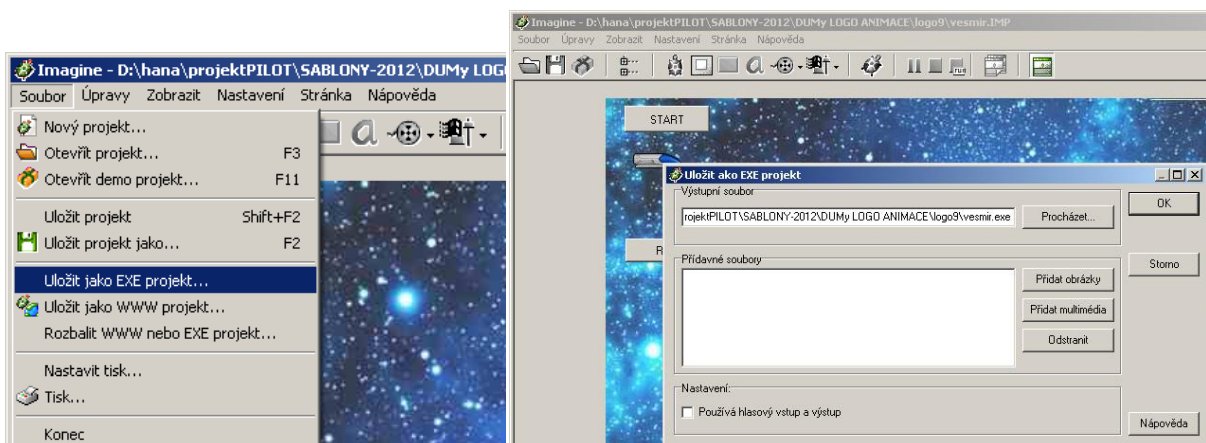 Imagine - D:\hana\projektPILOT\SABLONY-2012\DUMy LOG
Soubor Úpravy Zobrazit Nastavení Stránka Nápověda
Nový projekt...
Otevřít projekt... F3
Otevřít demo projekt... F11
Uložit projekt Shift+F2
Uložit projekt jako... F2
Uložit jako EXE projekt...
Uložit jako WWW projekt...
Rozbalit WWW nebo EXE projekt...
Nastavit tisk...
Tisk...
Konec
Imagine - D:\hana\projektPILOT\SABLONY-2012\DUMy LOGO ANIMACE\logo9\vesmir.IMP
Soubor Úpravy Zobrazit Nastavení Stránka Nápověda
START
R
Uložit ako EXE projekt
Výstupní soubor
rojektPILOT\SABLONY-2012\DUMy LOGO ANIMACE\logo9\vesmir.exe
Procházet...
OK
Přídavné soubory
Storno
Přidat obrázky
Přidat multimédia
Odstranit
Nastavení:
Používá hlasový vstup a výstup
Nápověda